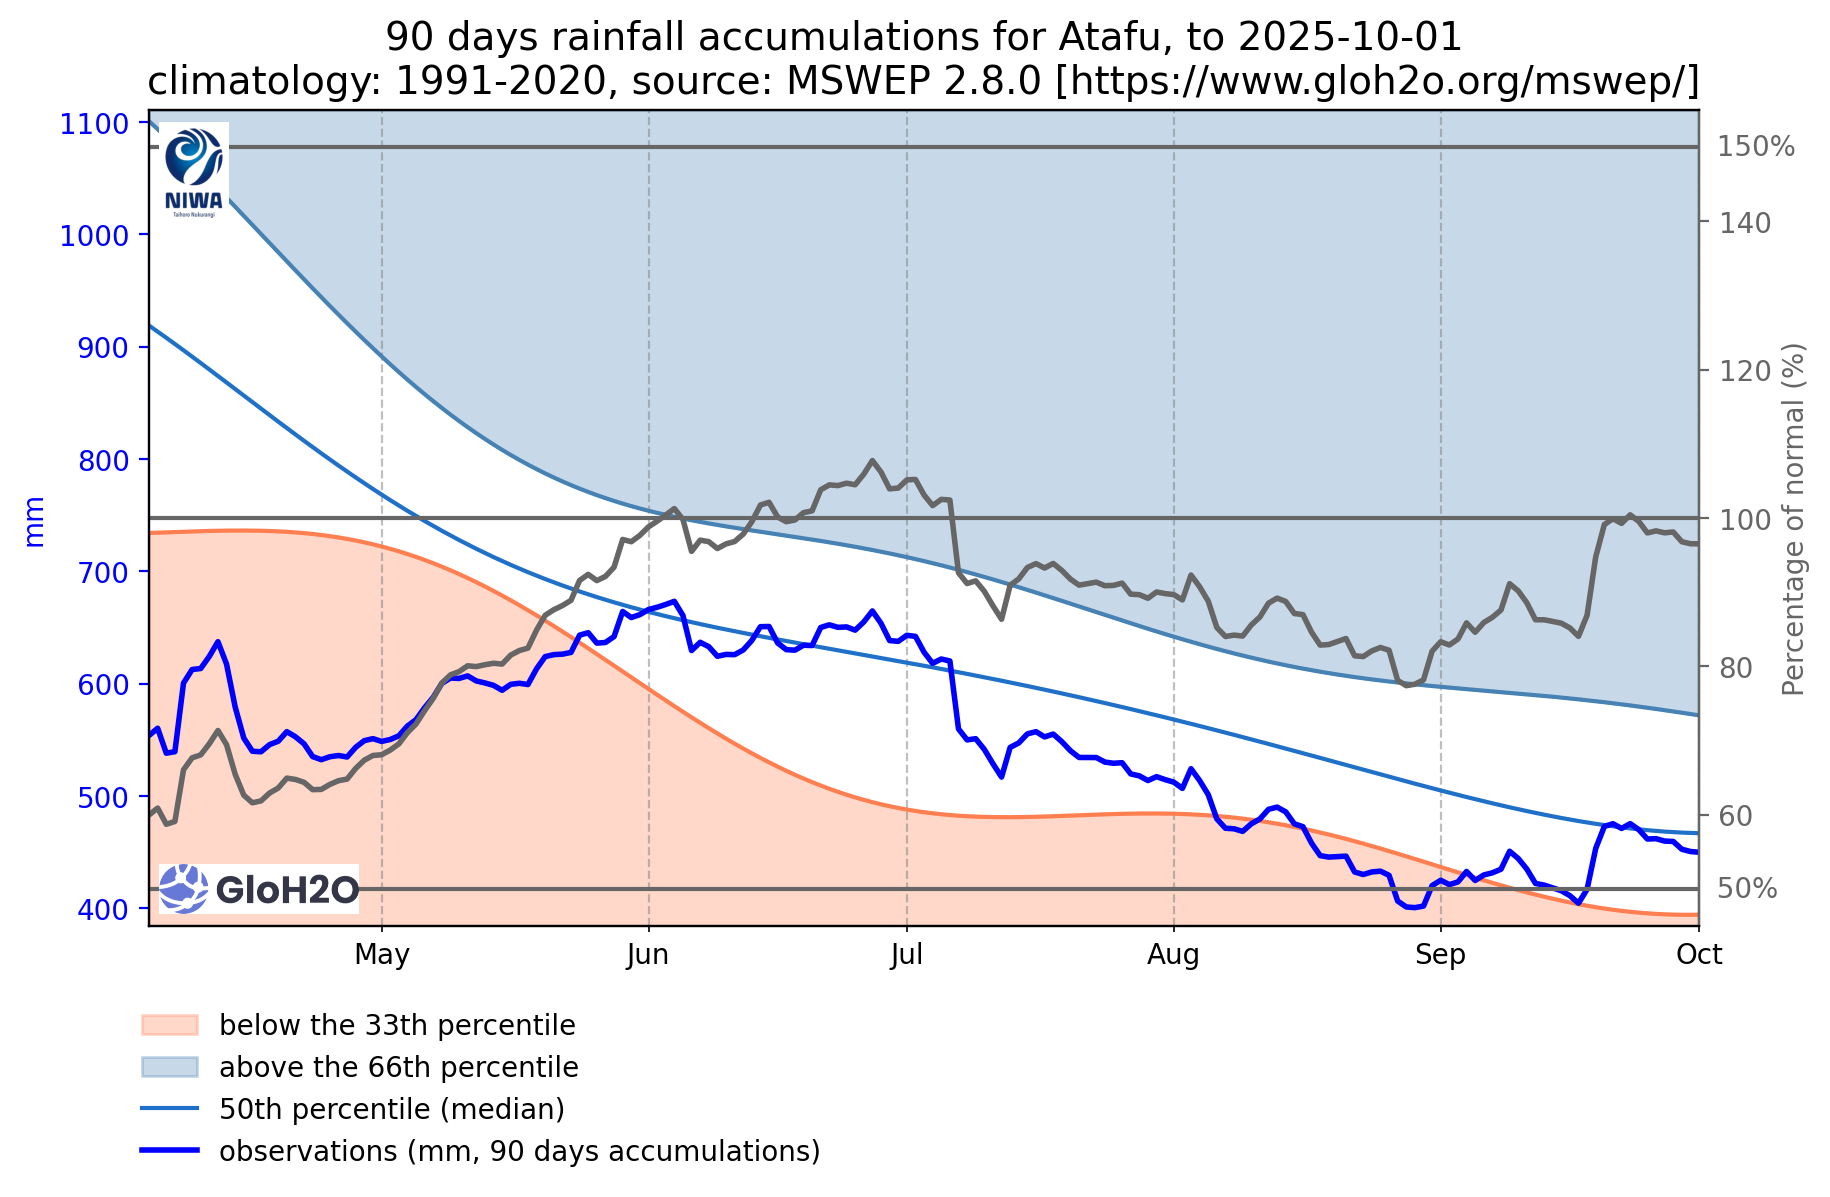 90 days rainfall accumulations for Atafu, to 2025-10-01
climatology: 1991-2020, source: MSWEP 2.8.0 [https://www.gloh2o.org/mswep/]
1100
1000
900
800
700
600
500
400
mm
150%
140
120
100
80
60
50%
Percentage of normal (%)
NIWA
Taihoro Nukurangi
GloH2O
May
Jun
Jul
Aug
Sep
Oct
below the 33th percentile
above the 66th percentile
50th percentile (median)
observations (mm, 90 days accumulations)